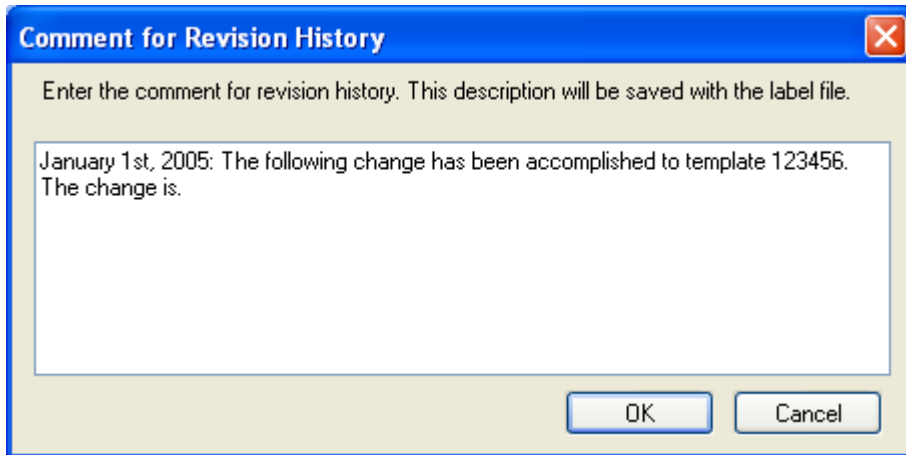 Comment for Revision History
Enter the comment for revision history. This description will be saved with the label file.
January 1st, 2005: The following change has been accomplished to template 123456.
The change is.
OK
Cancel